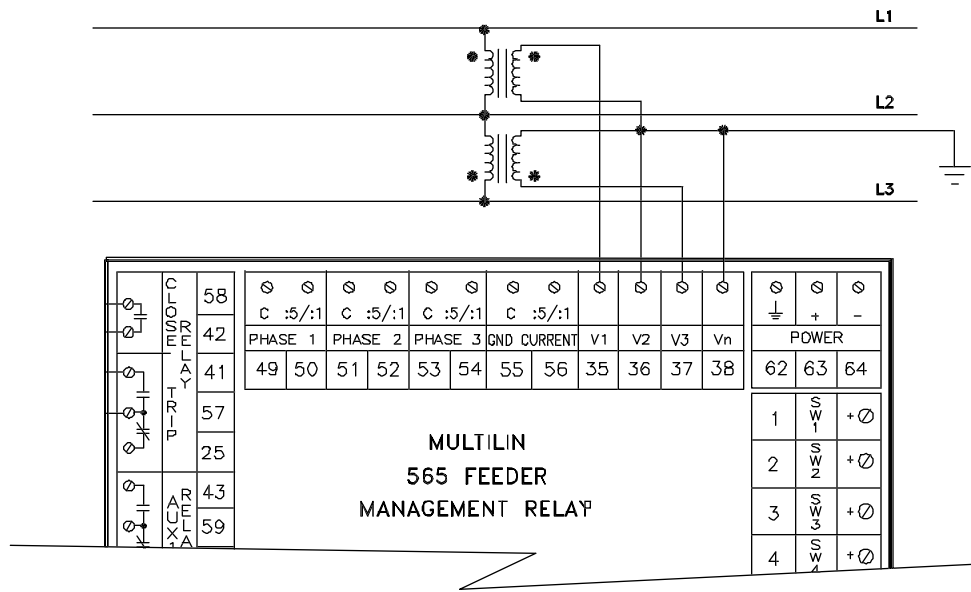 L1
L2
L3
CLOSE RELAY
TRIP
AUX1 RELA
58
42
41
57
25
43
59
C :5/:1 C :5/:1 C :5/:1 C :5/:1
PHASE 1 PHASE 2 PHASE 3 GND CURRENT V1 V2 V3 Vn
49 50 51 52 53 54 55 56 35 36 37 38
+ -
POWER
62 63 64
1 SW1 +
2 SW2 +
3 SW3 +
4 SW4 +
MULTILIN
565 FEEDER
MANAGEMENT RELAY